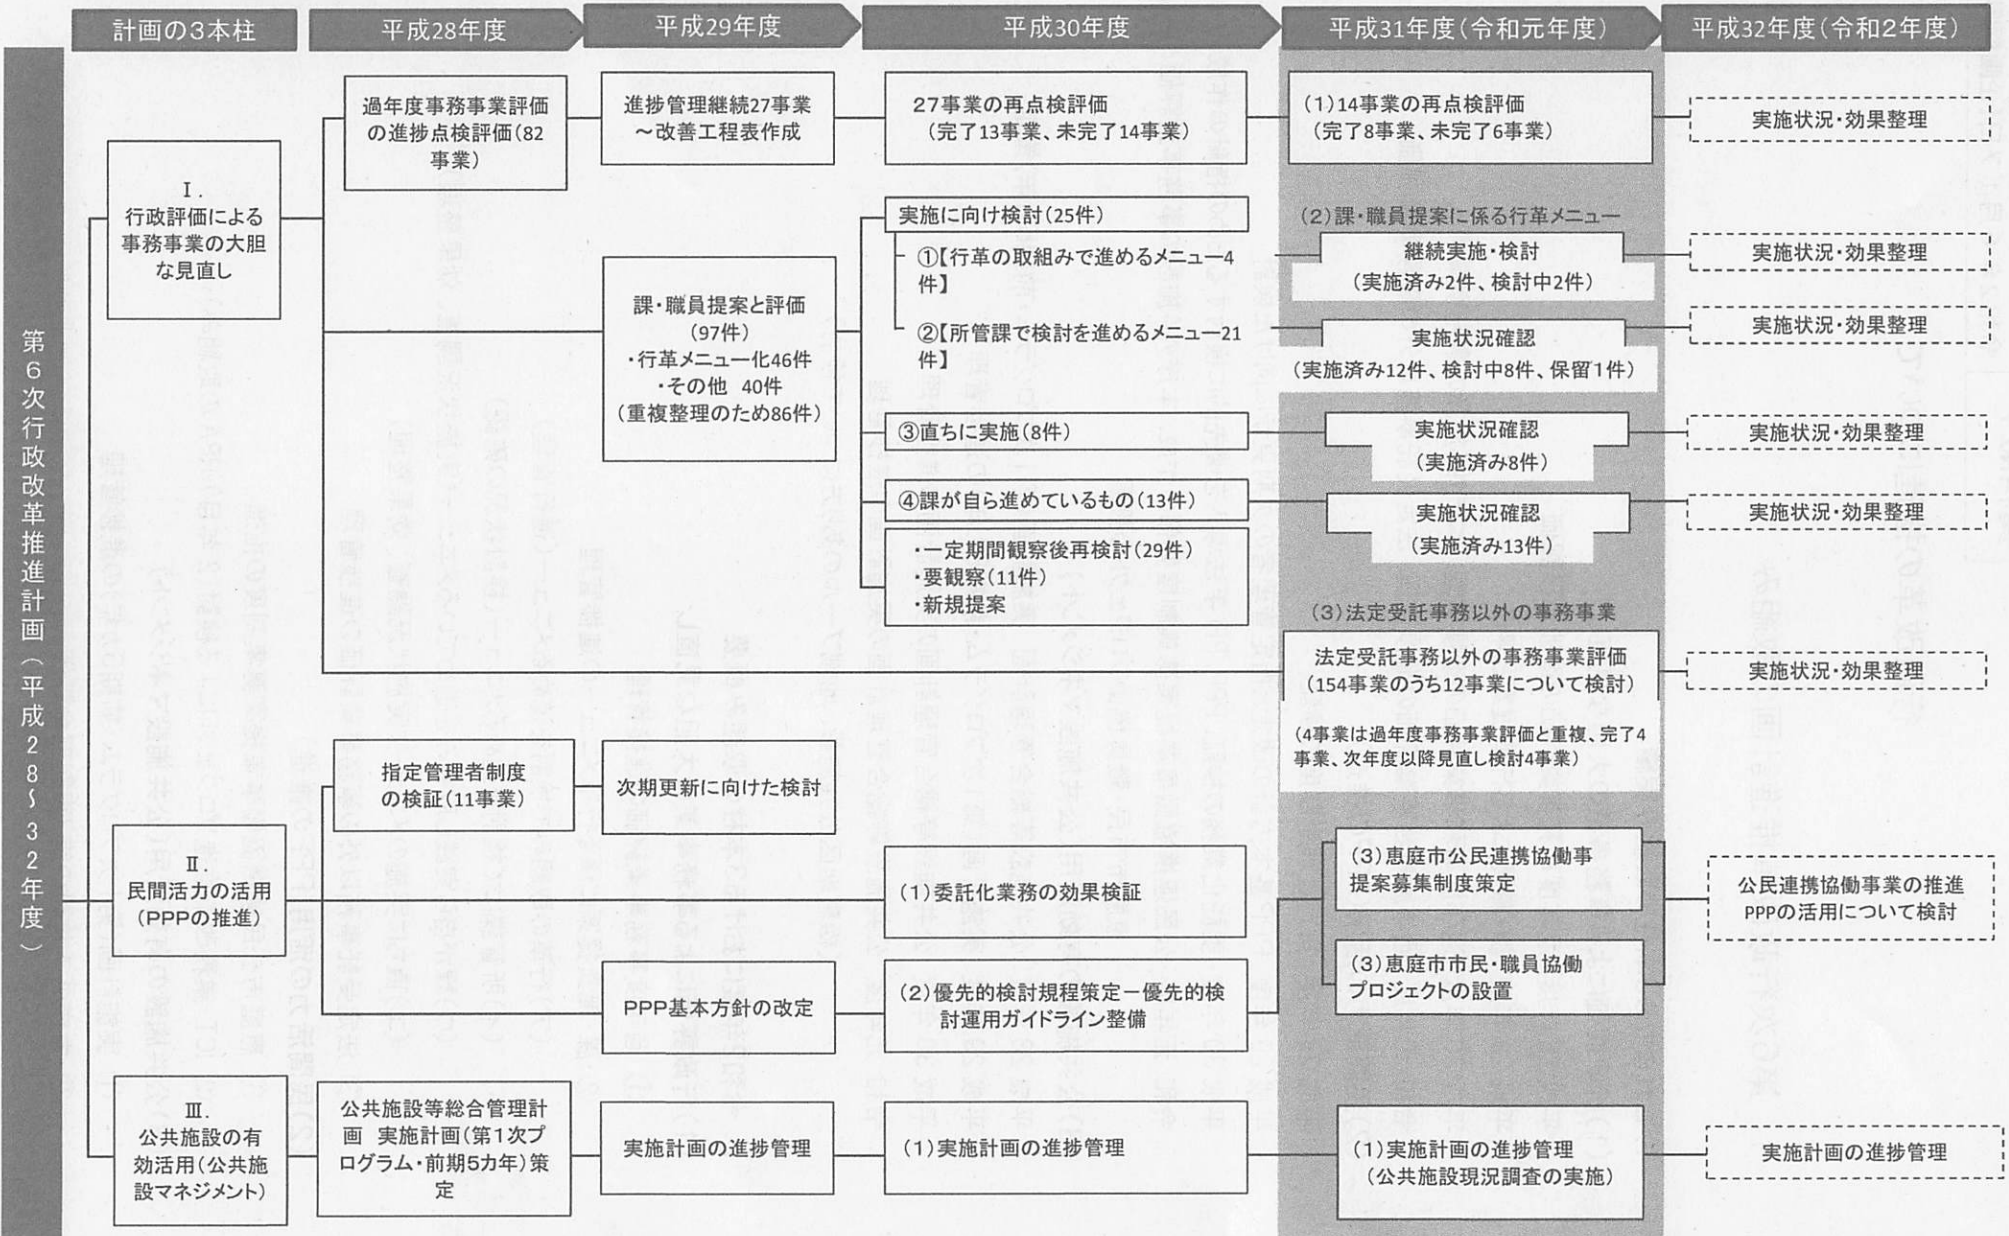 計画の3本柱
平成28年度
平成29年度
平成30年度
平成31年度(令和元年度)
平成32年度(令和2年度)
第6次行政改革推進計画(平成28～32年度)
Ⅰ.
行政評価による
事務事業の大胆
な見直し
過年度事務事業評価
の進捗点検評価(82
事業)
進捗管理継続27事業
～改善工程表作成
27事業の再点検評価
(完了13事業、未完了14事業)
(1)14事業の再点検評価
(完了8事業、未完了6事業)
実施状況・効果整理
課・職員提案と評価
(97件)
・行革メニュー化46件
・その他 40件
(重複整理のため86件)
実施に向け検討(25件)
①【行革の取組みで進めるメニュー4
件】
②【所管課で検討を進めるメニュー21
件】
③直ちに実施(8件)
④課が自ら進めているもの(13件)
・一定期間観察後再検討(29件)
・要観察(11件)
・新規提案
(2)課・職員提案に係る行革メニュー
継続実施・検討
(実施済み2件、検討中2件)
実施状況・効果整理
実施状況確認
(実施済み12件、検討中8件、保留1件)
実施状況・効果整理
実施状況確認
(実施済み8件)
実施状況・効果整理
実施状況確認
(実施済み13件)
実施状況・効果整理
(3)法定受託事務以外の事務事業
法定受託事務以外の事務事業評価
(154事業のうち12事業について検討)
(4事業は過年度事務事業評価と重複、完了4
事業、次年度以降見直し検討4事業)
実施状況・効果整理
Ⅱ.
民間活力の活用
(PPPの推進)
指定管理者制度
の検証(11事業)
次期更新に向けた検討
(1)委託化業務の効果検証
PPP基本方針の改定
(2)優先的検討規程策定－優先的検
討運用ガイドライン整備
(3)恵庭市公民連携協働事
提案募集制度策定
(3)恵庭市市民・職員協働
プロジェクトの設置
公民連携協働事業の推進
PPPの活用について検討
Ⅲ.
公共施設の有
効活用(公共施
設マネジメント)
公共施設等総合管理計
画 実施計画(第1次プ
ログラム・前期5カ年)策
定
実施計画の進捗管理
(1)実施計画の進捗管理
(1)実施計画の進捗管理
(公共施設現況調査の実施)
実施計画の進捗管理